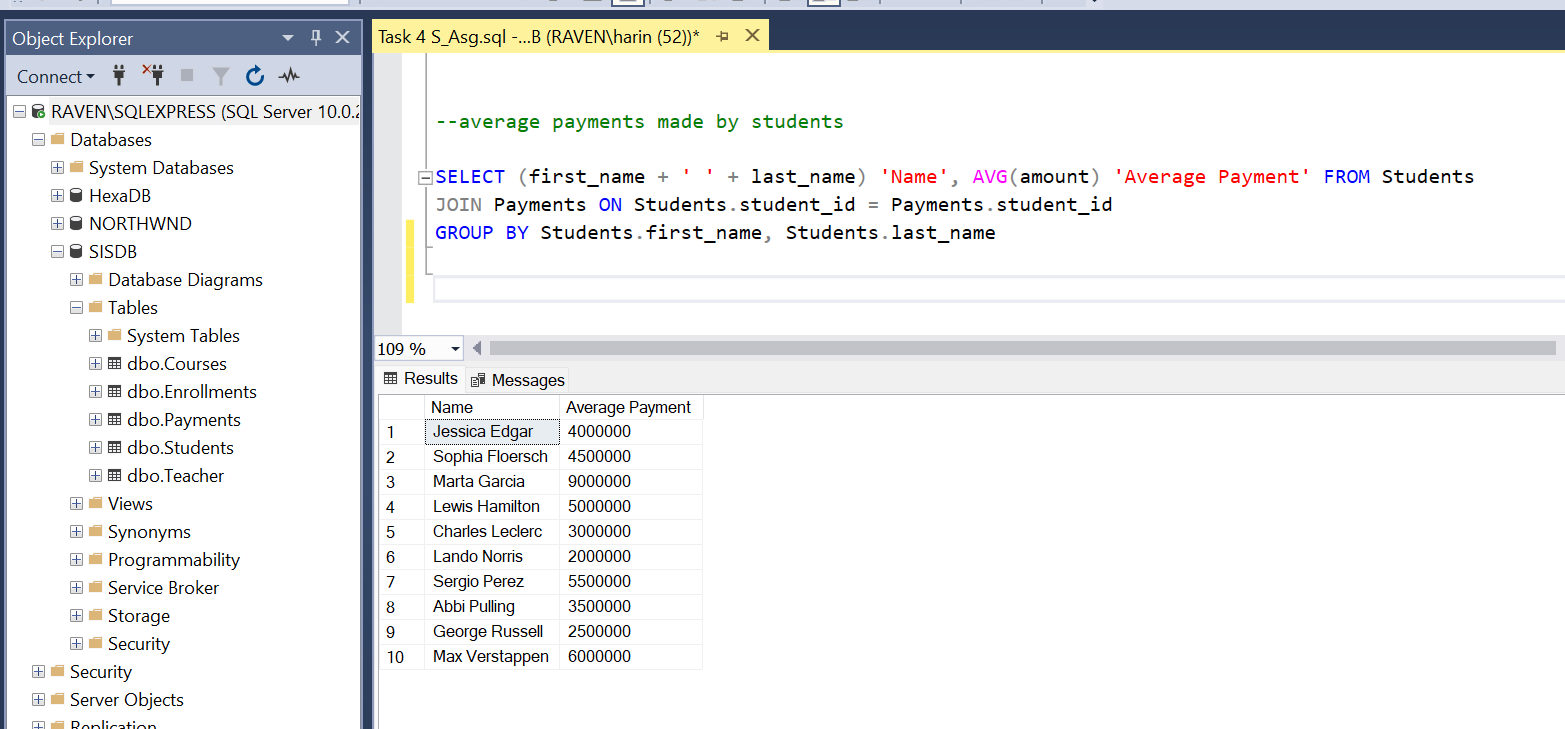 Object Explorer
Connect
RAVEN\SQLEXPRESS (SQL Server 10.0.2
Databases
System Databases
HexaDB
NORTHWND
SISDB
Database Diagrams
Tables
System Tables
dbo.Courses
dbo.Enrollments
dbo.Payments
dbo.Students
dbo.Teacher
Views
Synonyms
Programmability
Service Broker
Storage
Security
Security
Server Objects
Replication
Task 4 S_Asg.sql -...B (RAVEN\harin (52))*
--average payments made by students
SELECT (first_name + ' ' + last_name) 'Name', AVG(amount) 'Average Payment' FROM Students
JOIN Payments ON Students.student_id = Payments.student_id
GROUP BY Students.first_name, Students.last_name
109 %
Results Messages
Name Average Payment
1 Jessica Edgar 4000000
2 Sophia Floersch 4500000
3 Marta Garcia 9000000
4 Lewis Hamilton 5000000
5 Charles Leclerc 3000000
6 Lando Norris 2000000
7 Sergio Perez 5500000
8 Abbi Pulling 3500000
9 George Russell 2500000
10 Max Verstappen 6000000